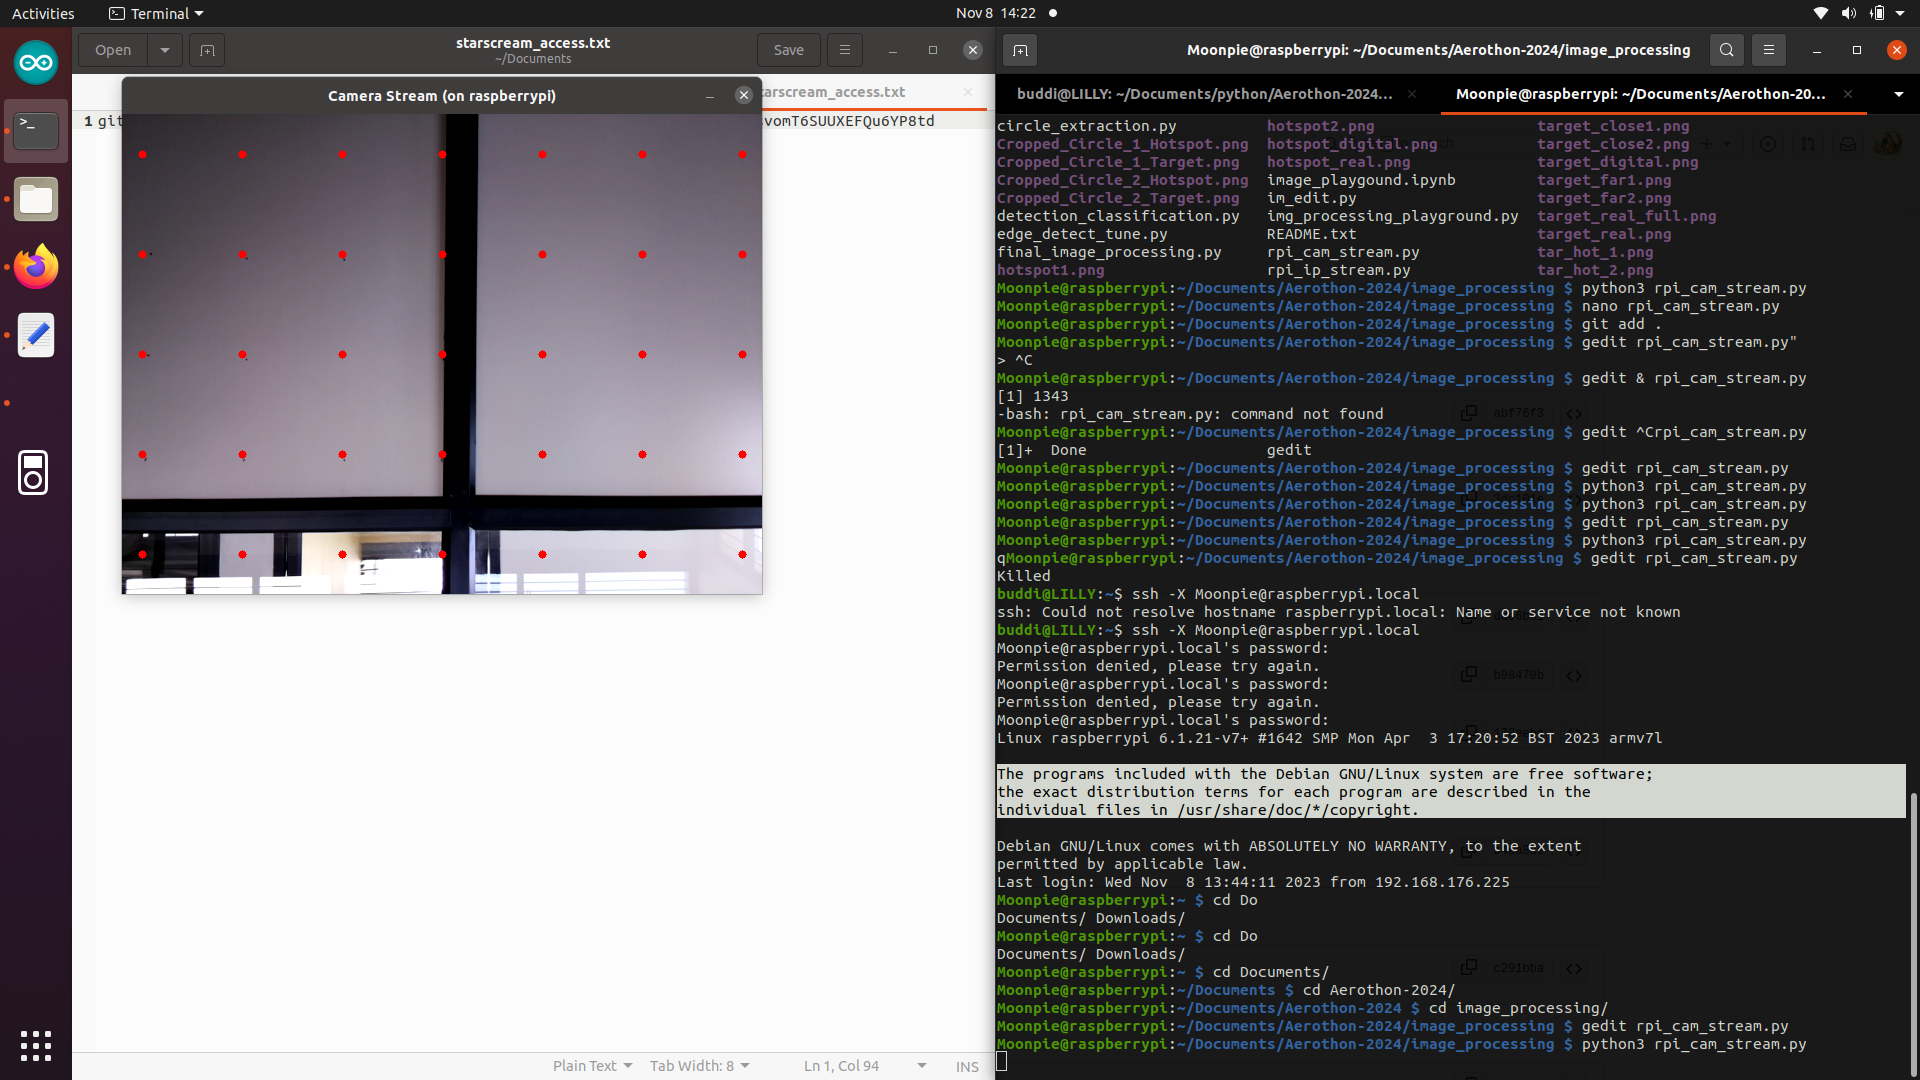 Activities
Terminal
Nov 8 14:22
Open
starscream_access.txt
~/Documents
Save
starscream_access.txt
1 git
vomT6SUUXEFQu6YP8td
Camera Stream (on raspberrypi)
Plain Text
Tab Width: 8
Ln 1, Col 94
INS
Moonpie@raspberrypi: ~/Documents/Aerothon-2024/image_processing
buddi@LILLY: ~/Documents/python/Aerothon-2024...
Moonpie@raspberrypi: ~/Documents/Aerothon-20...
circle_extraction.py hotspot2.png target_close1.png
Cropped_Circle_1_Hotspot.png hotspot_digital.png target_close2.png
Cropped_Circle_1_Target.png hotspot_real.png target_digital.png
Cropped_Circle_2_Hotspot.png image_playgound.ipynb target_far1.png
Cropped_Circle_2_Target.png im_edit.py target_far2.png
detection_classification.py img_processing_playground.py target_real_full.png
edge_detect_tune.py README.txt target_real.png
final_image_processing.py rpi_cam_stream.py tar_hot_1.png
hotspot1.png rpi_ip_stream.py tar_hot_2.png
Moonpie@raspberrypi:~/Documents/Aerothon-2024/image_processing $ python3 rpi_cam_stream.py
Moonpie@raspberrypi:~/Documents/Aerothon-2024/image_processing $ nano rpi_cam_stream.py
Moonpie@raspberrypi:~/Documents/Aerothon-2024/image_processing $ git add .
Moonpie@raspberrypi:~/Documents/Aerothon-2024/image_processing $ gedit rpi_cam_stream.py"
> ^C
Moonpie@raspberrypi:~/Documents/Aerothon-2024/image_processing $ gedit & rpi_cam_stream.py
[1] 1343
-bash: rpi_cam_stream.py: command not found
abf76f3
Moonpie@raspberrypi:~/Documents/Aerothon-2024/image_processing $ gedit ^Crpi_cam_stream.py
[1]+ Done gedit
Moonpie@raspberrypi:~/Documents/Aerothon-2024/image_processing $ gedit rpi_cam_stream.py
Moonpie@raspberrypi:~/Documents/Aerothon-2024/image_processing $ python3 rpi_cam_stream.py
Moonpie@raspberrypi:~/Documents/Aerothon-2024/image_processing $ python3 rpi_cam_stream.py
Moonpie@raspberrypi:~/Documents/Aerothon-2024/image_processing $ gedit rpi_cam_stream.py
Moonpie@raspberrypi:~/Documents/Aerothon-2024/image_processing $ python3 rpi_cam_stream.py
qMoonpie@raspberrypi:~/Documents/Aerothon-2024/image_processing $ gedit rpi_cam_stream.py
Killed
buddi@LILLY:~$ ssh -X Moonpie@raspberrypi.local
ssh: Could not resolve hostname raspberrypi.local: Name or service not known
buddi@LILLY:~$ ssh -X Moonpie@raspberrypi.local
Moonpie@raspberrypi.local's password:
Permission denied, please try again.
b98470b
Moonpie@raspberrypi.local's password:
Permission denied, please try again.
Moonpie@raspberrypi.local's password:
Linux raspberrypi 6.1.21-v7+ #1642 SMP Mon Apr  3 17:20:52 BST 2023 armv7l
The programs included with the Debian GNU/Linux system are free software;
the exact distribution terms for each program are described in the
individual files in /usr/share/doc/*/copyright.
Debian GNU/Linux comes with ABSOLUTELY NO WARRANTY, to the extent
permitted by applicable law.
Last login: Wed Nov  8 13:44:11 2023 from 192.168.176.225
Moonpie@raspberrypi:~ $ cd Do
Documents/ Downloads/
Moonpie@raspberrypi:~ $ cd Do
Documents/ Downloads/
c291bba
Moonpie@raspberrypi:~ $ cd Documents/
Moonpie@raspberrypi:~/Documents $ cd Aerothon-2024/
Moonpie@raspberrypi:~/Documents/Aerothon-2024 $ cd image_processing/
Moonpie@raspberrypi:~/Documents/Aerothon-2024/image_processing $ gedit rpi_cam_stream.py
Moonpie@raspberrypi:~/Documents/Aerothon-2024/image_processing $ python3 rpi_cam_stream.py